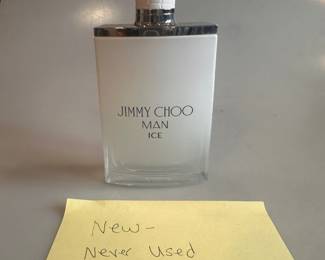 JIMMY CHOO
MAN
ICE
New-
Never Used